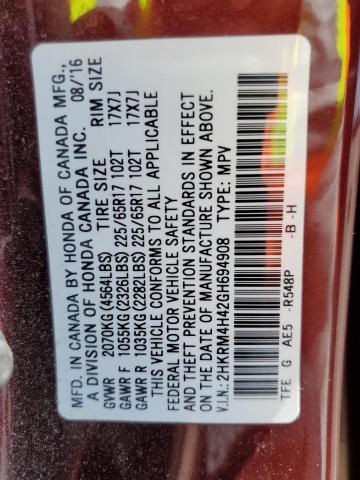 MFD. IN CANADA BY HONDA OF CANADA MFG.,
A DIVISION OF HONDA CANADA INC. 08/'16
GVWR 2070KG (4564LBS) TIRE SIZE RIM SIZE
GAWR F 1055KG (2326LBS) 225/65R17 102T 17X7J
GAWR R 1035KG (2282LBS) 225/65R17 102T 17X7J
THIS VEHICLE CONFORMS TO ALL APPLICABLE
FEDERAL MOTOR VEHICLE SAFETY
AND THEFT PREVENTION STANDARDS IN EFFECT
ON THE DATE OF MANUFACTURE SHOWN ABOVE.
V.I.N.: 2HKRM4H42GH694908 TYPE: MPV
TFE G AE5 -R548P -B -H